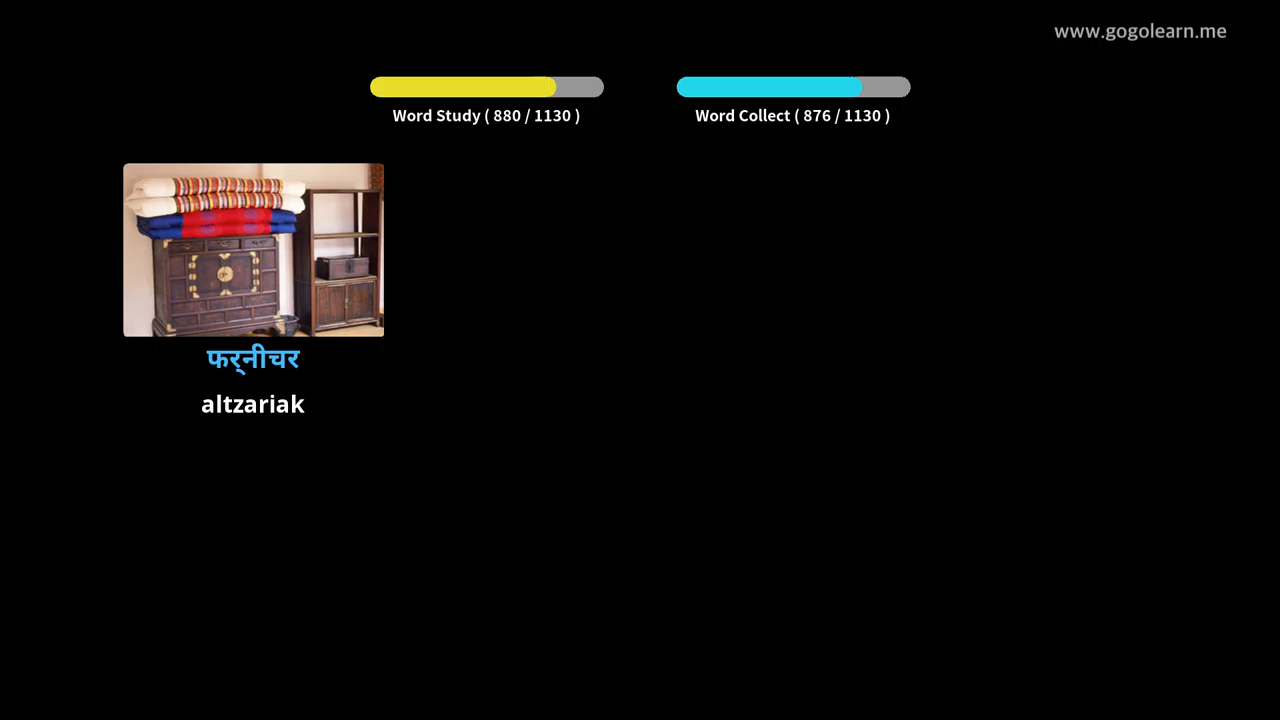 www.gogolearn.me
Word Study ( 880 / 1130 )
Word Collect ( 876 / 1130 )
फर्नीचर
altzariak